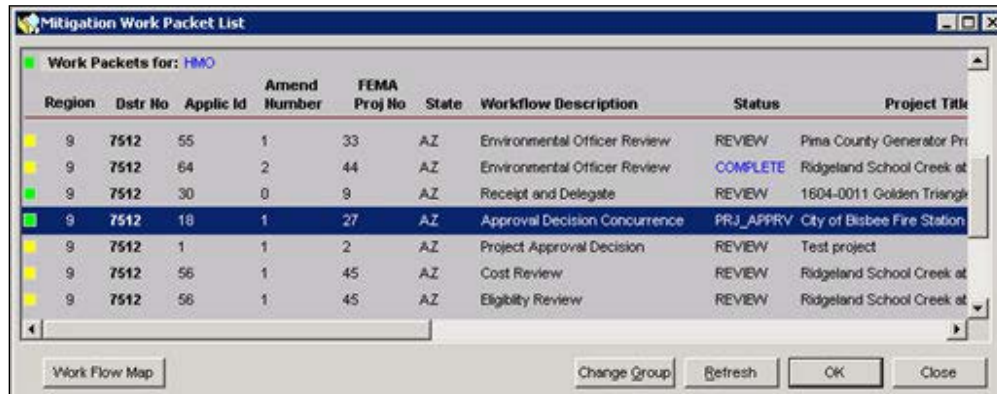 Mitigation Work Packet List
Work Packets for: HMO
Region Dstr No Applic Id Amend Number FEMA Proj No State Workflow Description Status Project Title
9 7512 55 1 33 AZ Environmental Officer Review REVIEW Pima County Generator Pro
9 7512 64 2 44 AZ Environmental Officer Review COMPLETE Ridgeland School Creek at
9 7512 30 0 9 AZ Receipt and Delegate REVIEW 1604-0011 Golden Triangle
9 7512 18 1 27 AZ Approval Decision Concurrence PRJ_APPRV City of Bisbee Fire Station
9 7512 1 1 2 AZ Project Approval Decision REVIEW Test project
9 7512 56 1 45 AZ Cost Review REVIEW Ridgeland School Creek at
9 7512 56 1 45 AZ Eligiblity Review REVIEW Ridgeland School Creek at
Work Flow Map Change Group Refresh OK Close